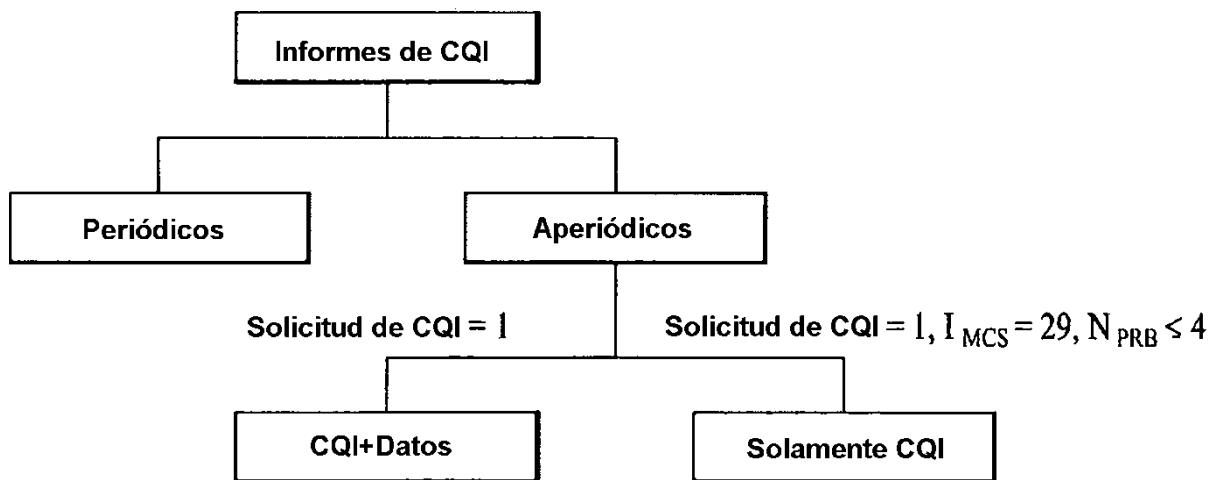 Informes de CQI
Periódicos
Aperiódicos
Solicitud de CQI = 1
Solicitud de CQI = 1, I MCS = 29, N PRB ≤ 4
CQI+Datos
Solamente CQI